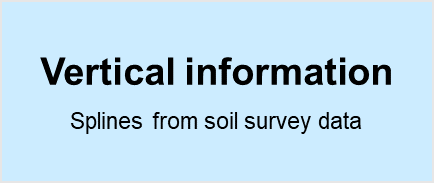 Vertical information
Splines from soil survey data